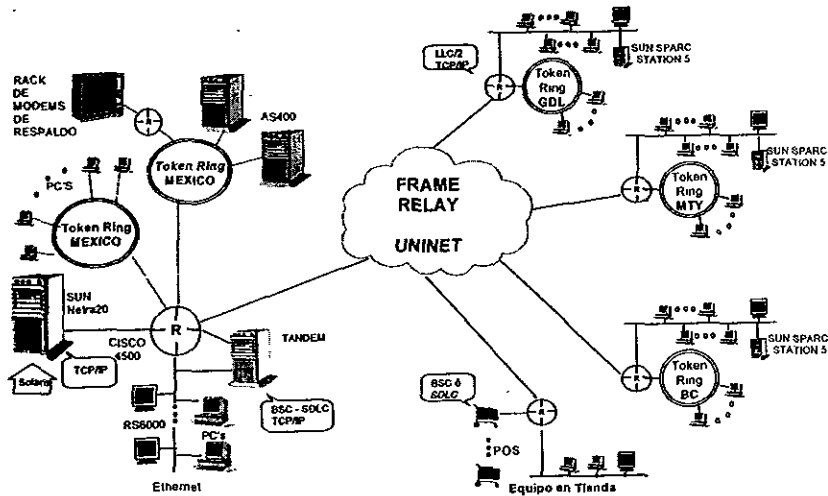 RACK
DE
MODEMS
DE
RESPALDO
R
AS400
Token Ring
MEXICO
PC'S
Token Ring
MEXICO
SUN
Netra20
Solaris
TCP/IP
CISCO
4500
R
TANDEM
BSC - SDLC
TCP/IP
RS6000
PC's
Ethernet
FRAME
RELAY
UNINET
LLC/2
TCP/IP
R
Token
Ring
GDL
SUN SPARC
STATION 5
R
Token
Ring
MTY
SUN SPARC
STATION 5
R
Token
Ring
BC
SUN SPARC
STATION 5
BSC ó
SDLC
R
POS
Equipo en Tienda